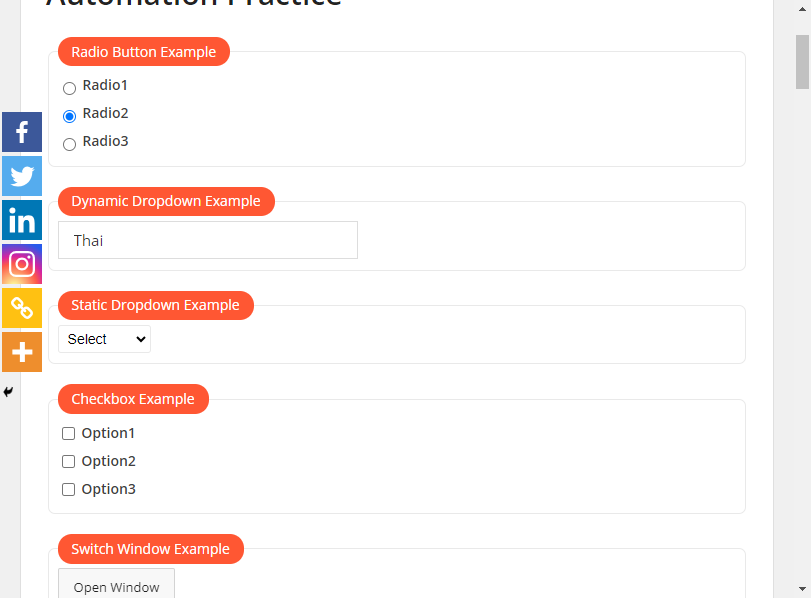 Automation Practice
Radio Button Example
Radio1
Radio2
Radio3
Dynamic Dropdown Example
Thai
Static Dropdown Example
Select
Checkbox Example
Option1
Option2
Option3
Switch Window Example
Open Window